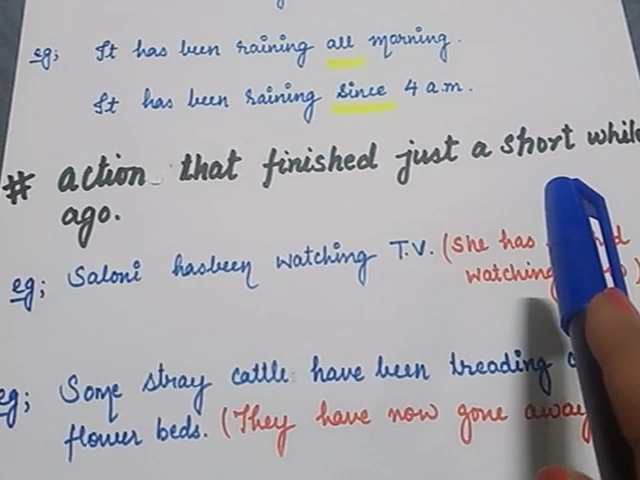 eg; It has been raining all morning.
It has been raining since 4 a.m.
# action that finished just a short while
ago.
eg; Saloni hasbeen watching T.V. (She has
watching
eg; Some stray cattle have been treading
flower beds. (They have now gone away